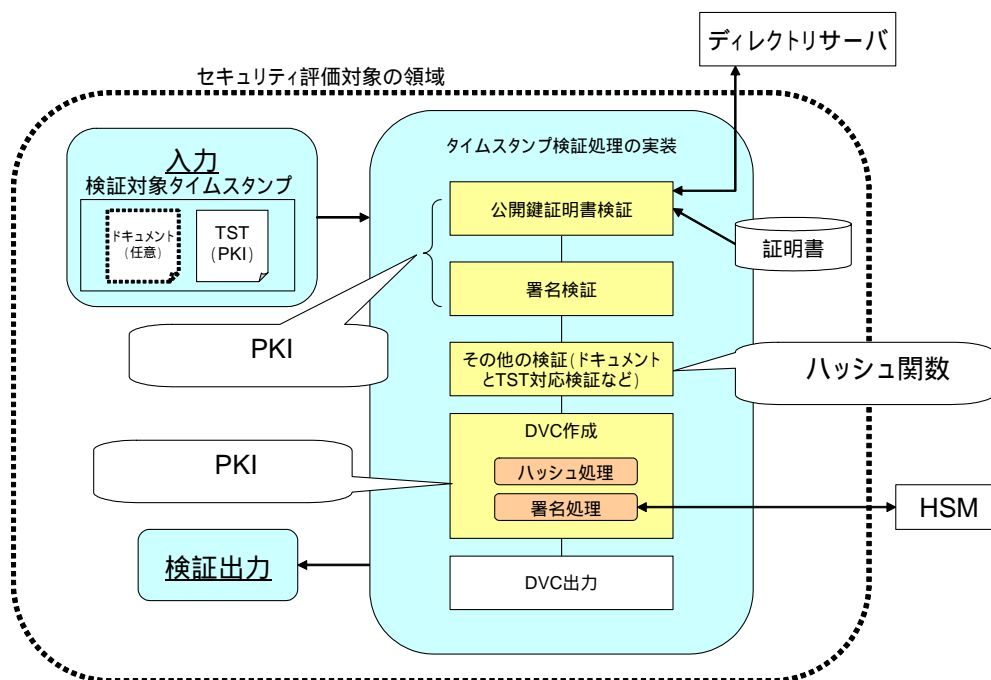 ディレクトリサーバ
セキュリティ評価対象の領域
入力
検証対象タイムスタンプ
ドキュメント
(任意)
TST
(PKI)
タイムスタンプ検証処理の実装
公開鍵証明書検証
証明書
署名検証
PKI
その他の検証(ドキュメント
とTST対応検証など)
ハッシュ関数
DVC作成
PKI
ハッシュ処理
署名処理
HSM
検証出力
DVC出力